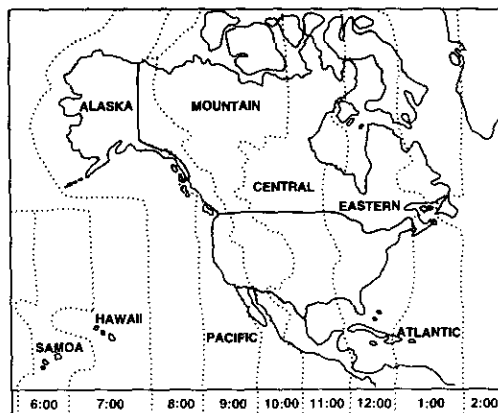 ALASKA
MOUNTAIN
CENTRAL
EASTERN
HAWAII
SAMOA
PACIFIC
ATLANTIC
6:00 7:00 8:00 9:00 10:00 11:00 12:00 1:00 2:00